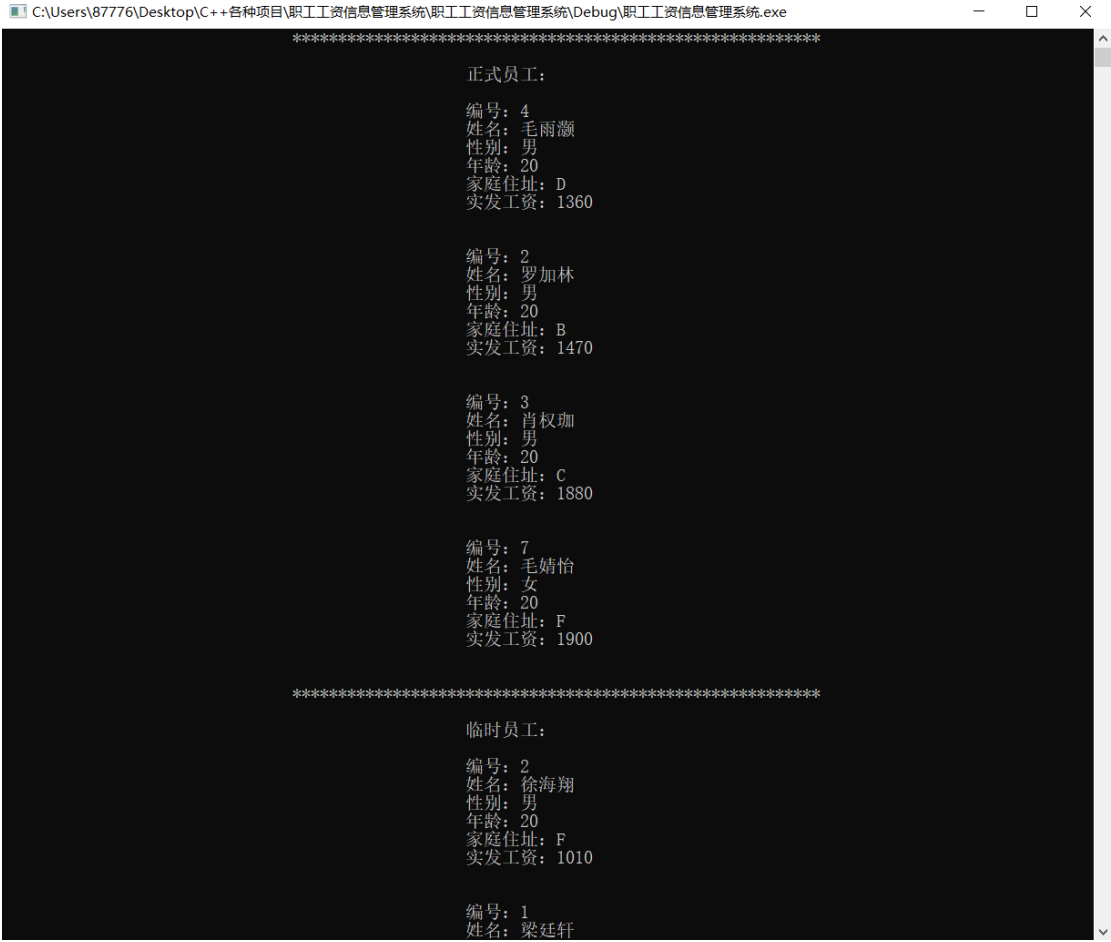 C:\Users\87776\Desktop\C++各种项目\职工工资信息管理系统\职工工资信息管理系统\Debug\职工工资信息管理系统.exe
**********************************************************
正式员工：
编号：4
姓名：毛雨灏
性别：男
年龄：20
家庭住址：D
实发工资：1360
编号：2
姓名：罗加林
性别：男
年龄：20
家庭住址：B
实发工资：1470
编号：3
姓名：肖权珈
性别：男
年龄：20
家庭住址：C
实发工资：1880
编号：7
姓名：毛婧怡
性别：女
年龄：20
家庭住址：F
实发工资：1900
**********************************************************
临时员工：
编号：2
姓名：徐海翔
性别：男
年龄：20
家庭住址：F
实发工资：1010
编号：1
姓名：梁廷轩